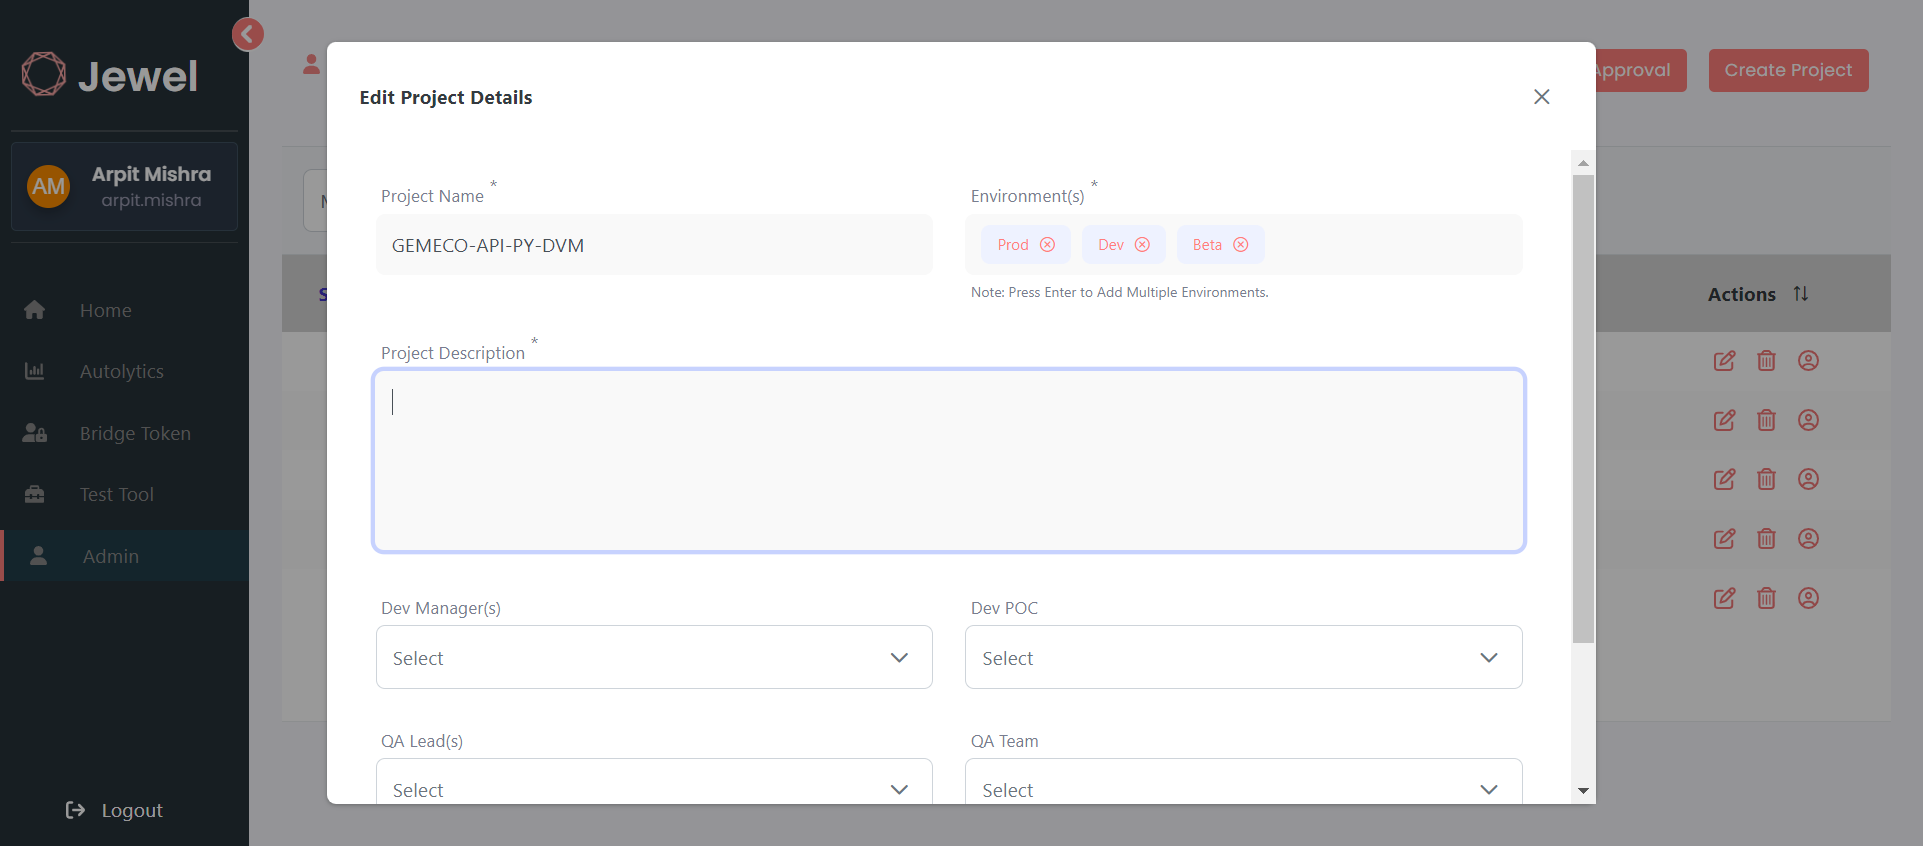 Jewel
AM
Arpit Mishra
arpit.mishra
Home
Autolytics
Bridge Token
Test Tool
Admin
Logout
Approval
Create Project
Actions
Edit Project Details
Project Name *
GEMECO-API-PY-DVM
Environment(s) *
Prod
Dev
Beta
Note: Press Enter to Add Multiple Environments.
Project Description *
Dev Manager(s)
Select
Dev POC
Select
QA Lead(s)
Select
QA Team
Select